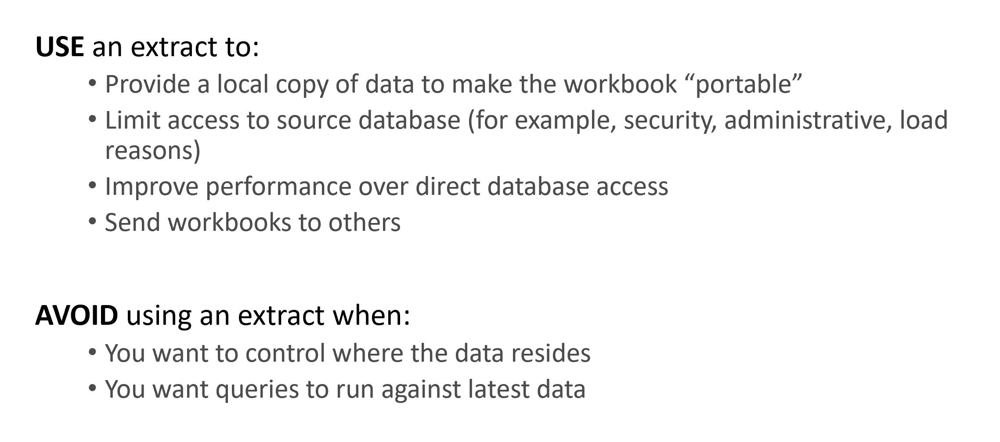 USE an extract to:
• Provide a local copy of data to make the workbook “portable”
• Limit access to source database (for example, security, administrative, load
reasons)
• Improve performance over direct database access
• Send workbooks to others
AVOID using an extract when:
• You want to control where the data resides
• You want queries to run against latest data